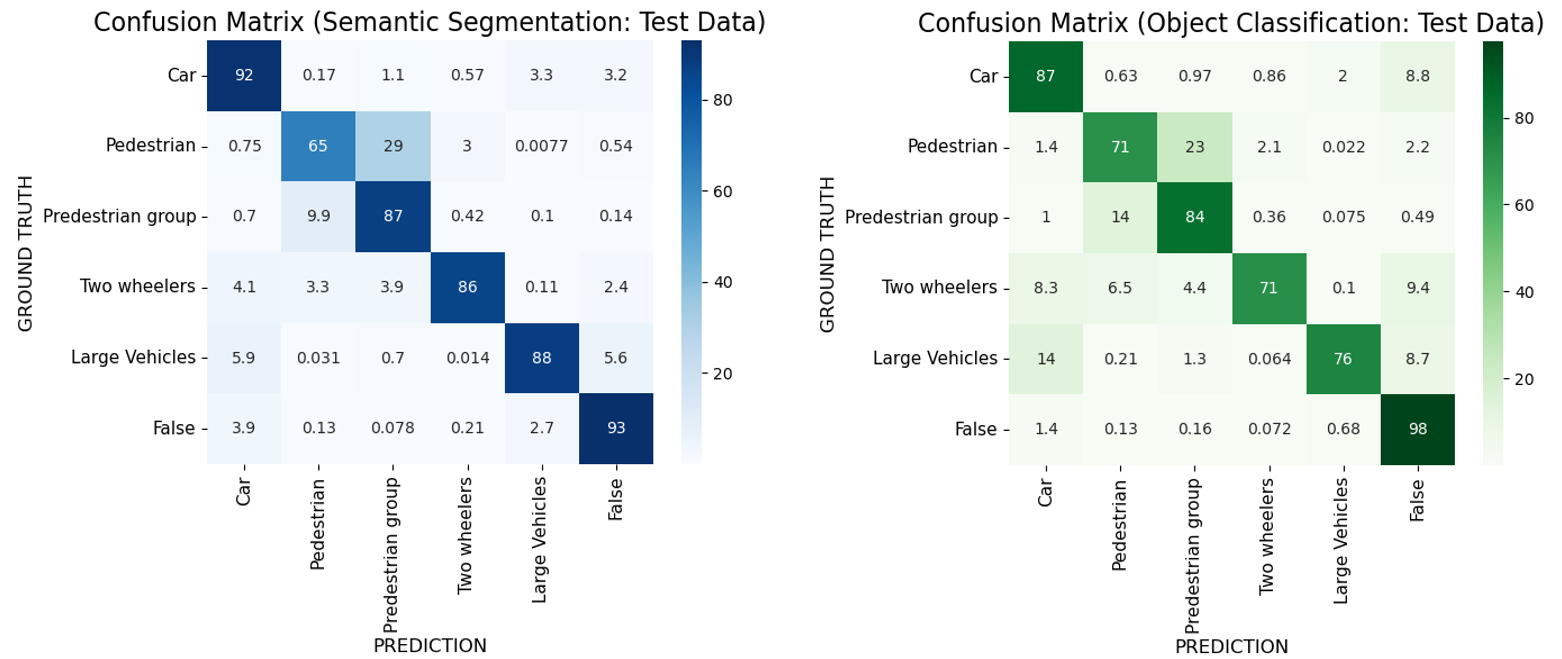 Confusion Matrix (Semantic Segmentation: Test Data)
GROUND TRUTH
Car 92 0.17 1.1 0.57 3.3 3.2
Pedestrian 0.75 65 29 3 0.0077 0.54
Predestrian group 0.7 9.9 87 0.42 0.1 0.14
Two wheelers 4.1 3.3 3.9 86 0.11 2.4
Large Vehicles 5.9 0.031 0.7 0.014 88 5.6
False 3.9 0.13 0.078 0.21 2.7 93
Car
Pedestrian
Predestrian group
Two wheelers
Large Vehicles
False
PREDICTION
80
60
40
20
Confusion Matrix (Object Classification: Test Data)
GROUND TRUTH
Car 87 0.63 0.97 0.86 2 8.8
Pedestrian 1.4 71 23 2.1 0.022 2.2
Predestrian group 1 14 84 0.36 0.075 0.49
Two wheelers 8.3 6.5 4.4 71 0.1 9.4
Large Vehicles 14 0.21 1.3 0.064 76 8.7
False 1.4 0.13 0.16 0.072 0.68 98
Car
Pedestrian
Predestrian group
Two wheelers
Large Vehicles
False
PREDICTION
80
60
40
20